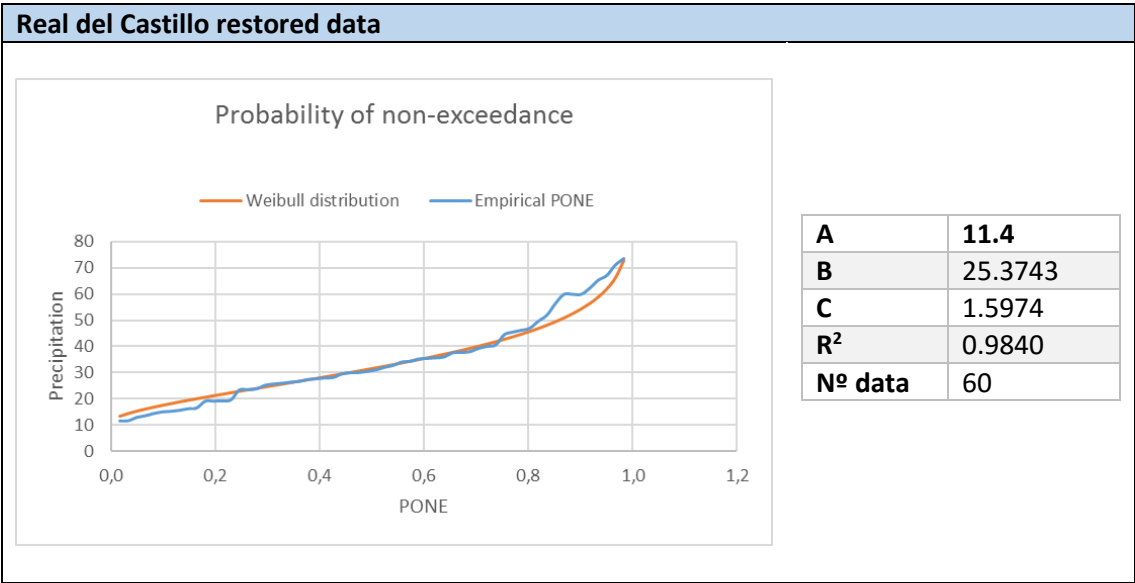 Real del Castillo restored data
Probability of non-exceedance
Weibull distribution Empirical PONE
80
70
60
50
40
30
20
10
0
Precipitation
0,0 0,2 0,4 0,6 0,8 1,0 1,2
PONE
A 11.4
B 25.3743
C 1.5974
R² 0.9840
Nº data 60